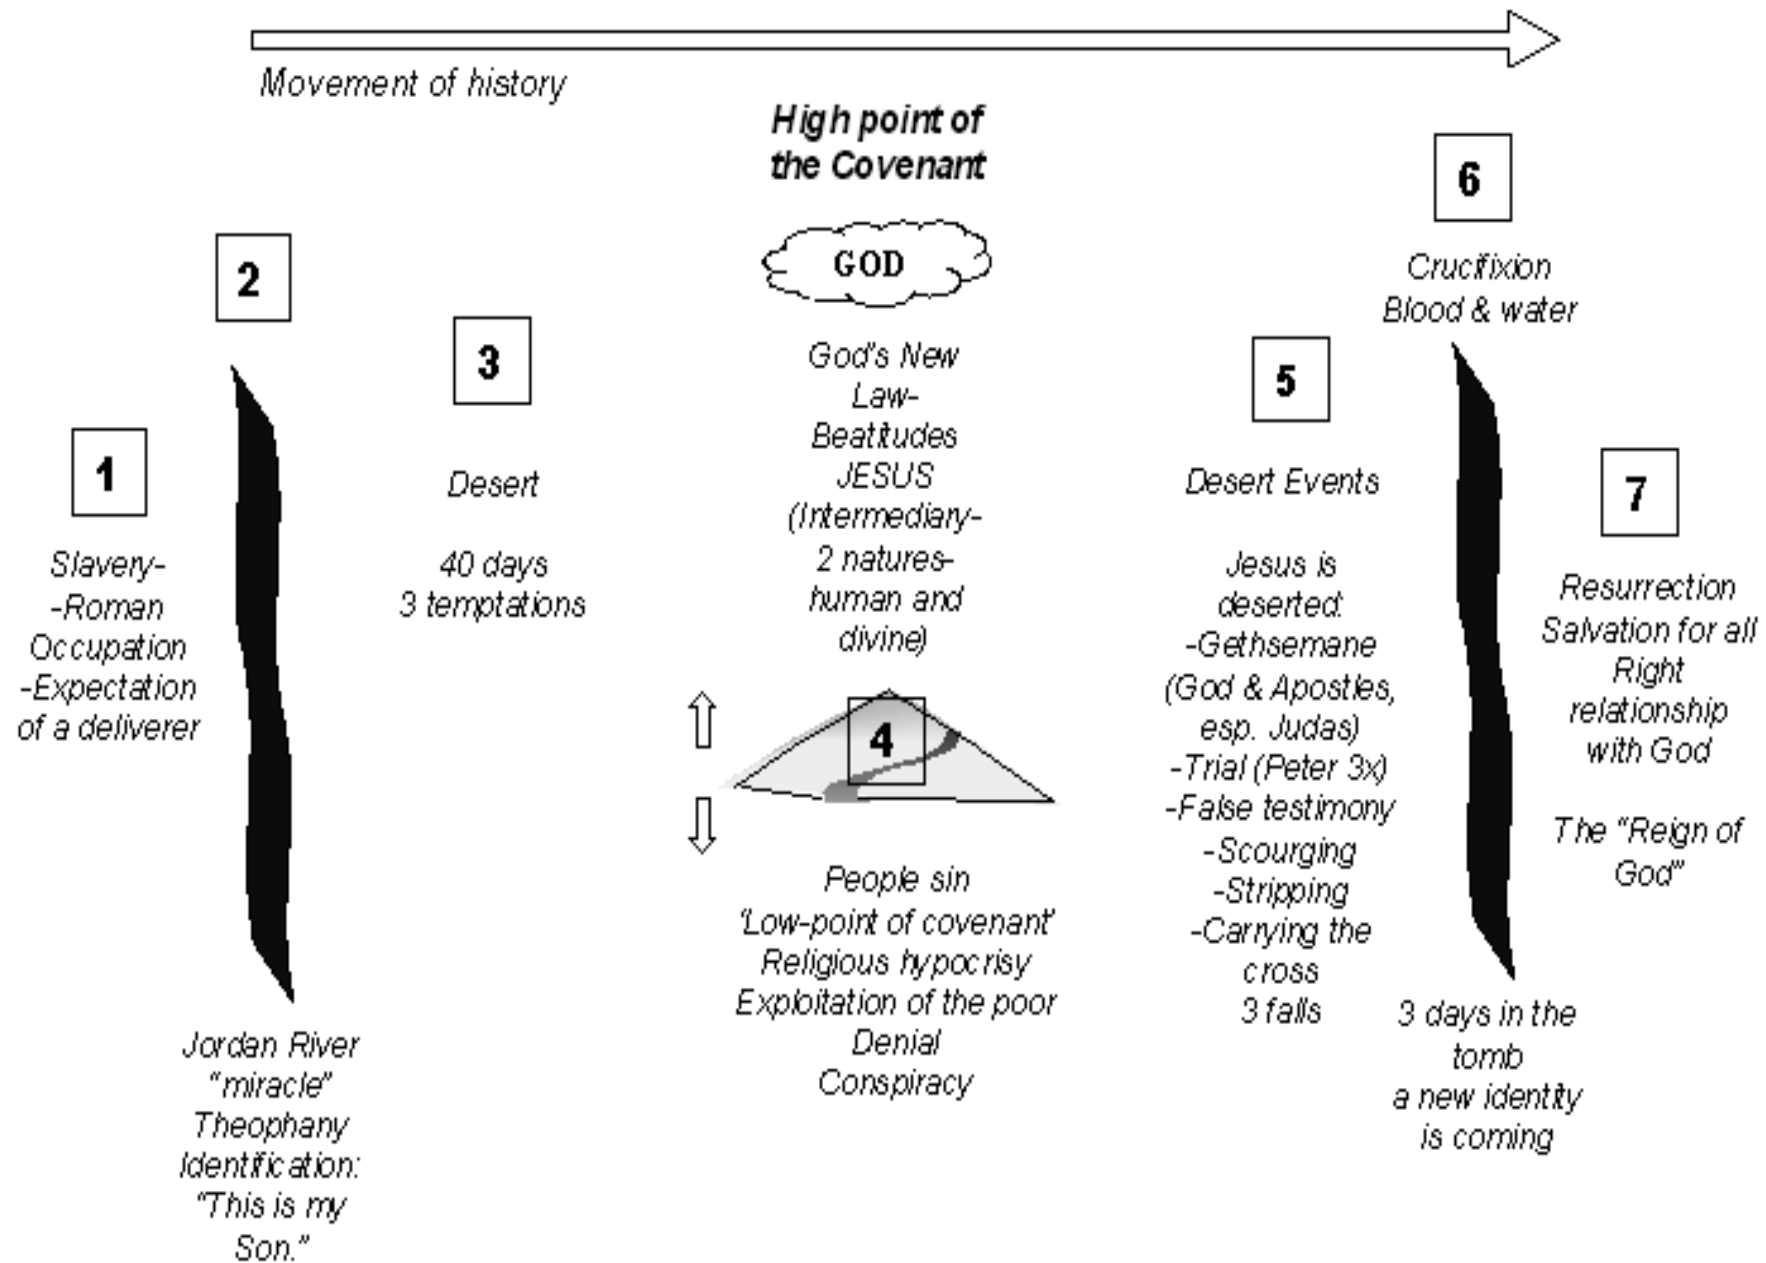 Movement of history
High point of
the Covenant
GOD
God's New
Law-
Beatitudes
JESUS
(Intermediary-
2 natures-
human and
divine)
1
Slavery-
-Roman
Occupation
-Expectation
of a deliverer
2
Jordan River
"miracle"
Theophany
Identification:
"This is my
Son."
3
Desert
40 days
3 temptations
4
People sin
'Low-point of covenant'
Religious hypocrisy
Exploitation of the poor
Denial
Conspiracy
5
Desert Events
Jesus is
deserted:
-Gethsemane
(God & Apostles,
esp. Judas)
-Trial (Peter 3x)
-False testimony
-Scourging
-Stripping
-Carrying the
cross
3 falls
6
Crucifixion
Blood & water
3 days in the
tomb
a new identity
is coming
7
Resurrection
Salvation for all
Right
relationship
with God
The "Reign of
God"